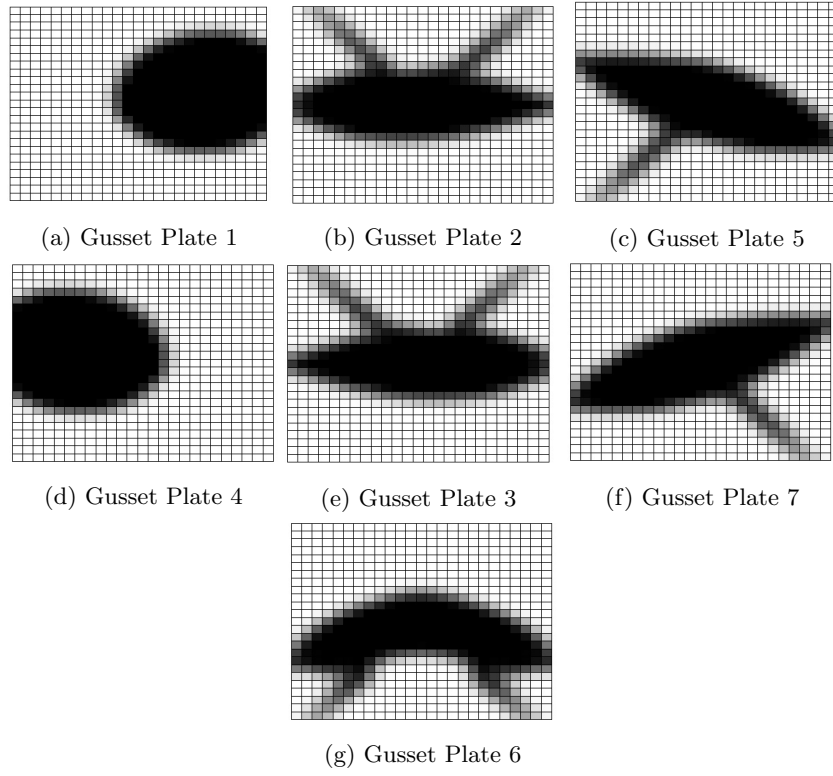 (a) Gusset Plate 1
(b) Gusset Plate 2
(c) Gusset Plate 5
(d) Gusset Plate 4
(e) Gusset Plate 3
(f) Gusset Plate 7
(g) Gusset Plate 6